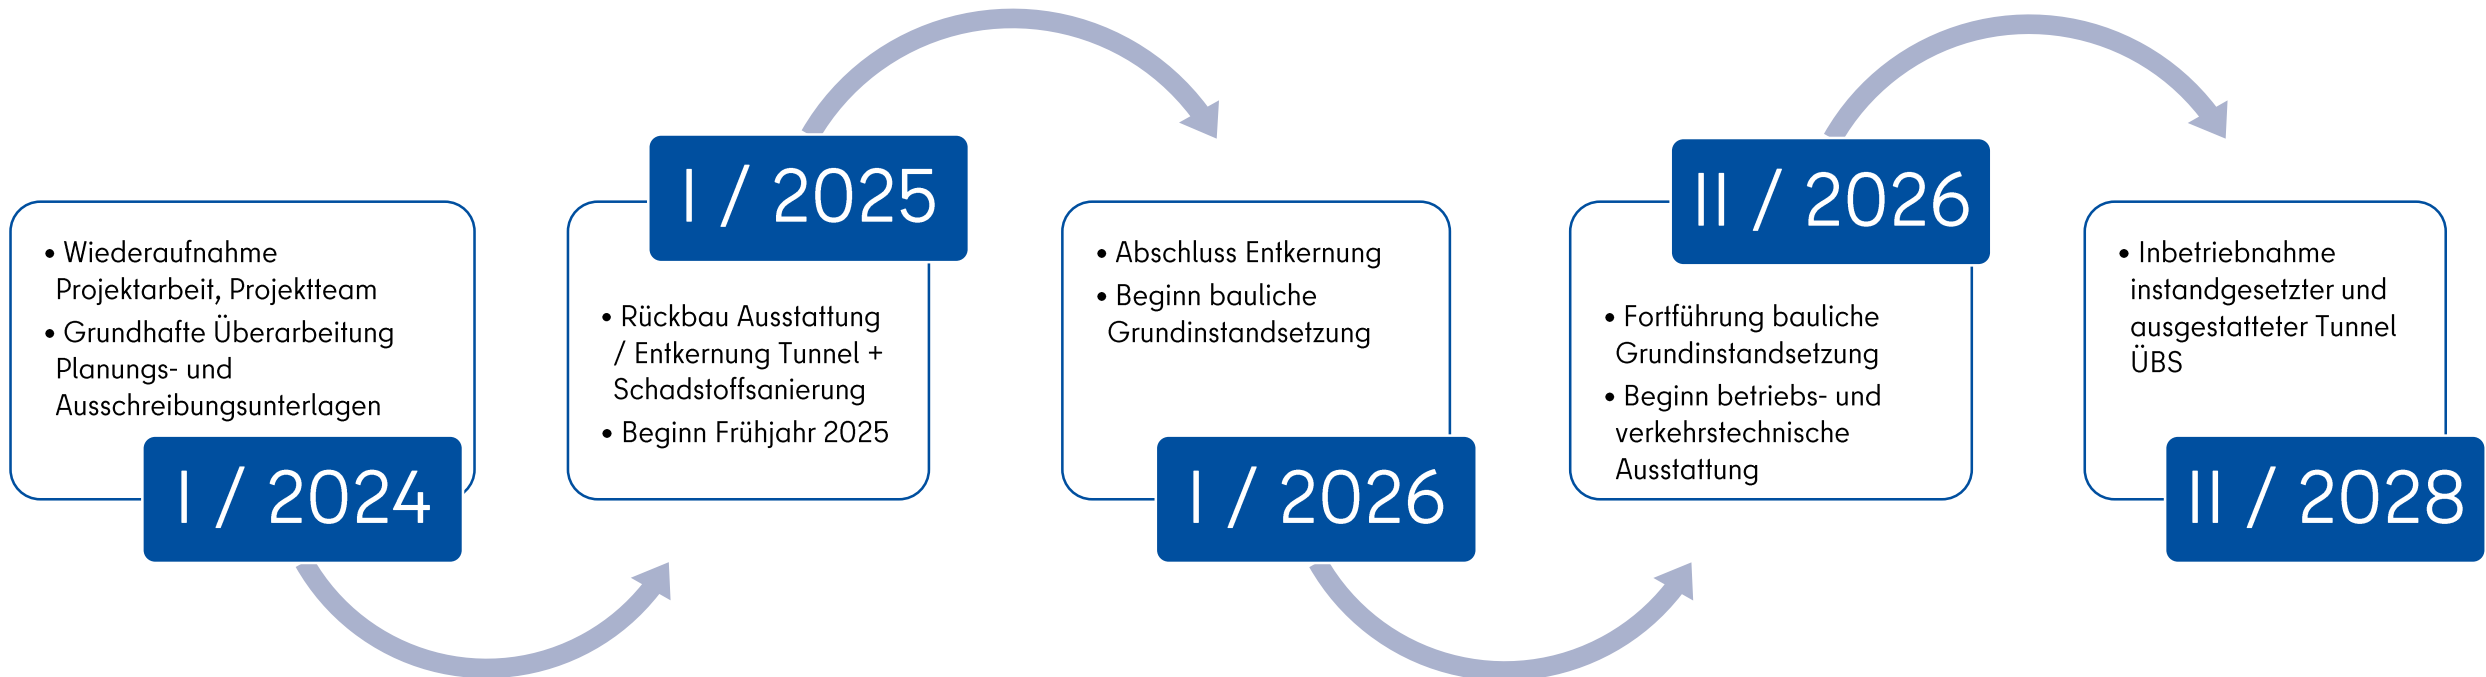 • Wiederaufnahme
Projektarbeit, Projektteam
• Grundhafte Überarbeitung
Planungs- und
Ausschreibungsunterlagen
I / 2024
I / 2025
• Rückbau Ausstattung
/ Entkernung Tunnel +
Schadstoffsanierung
• Beginn Frühjahr 2025
• Abschluss Entkernung
• Beginn bauliche
Grundinstandsetzung
I / 2026
II / 2026
• Fortführung bauliche
Grundinstandsetzung
• Beginn betriebs- und
verkehrstechnische
Ausstattung
• Inbetriebnahme
instandgesetzter und
ausgestatteter Tunnel
ÜBS
II / 2028